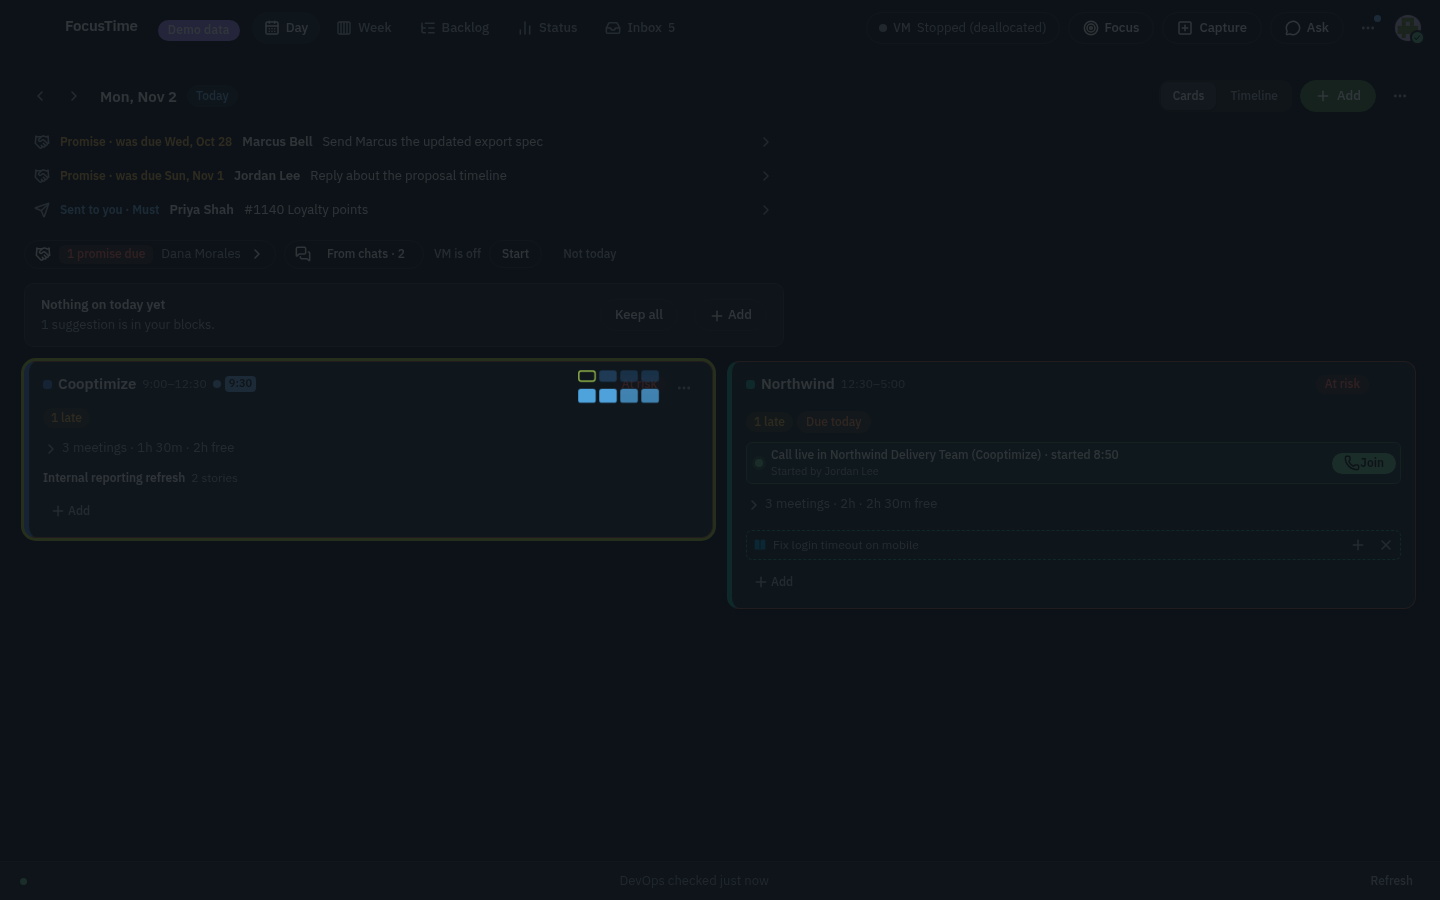 FocusTime
Demo data
Day
Week
Backlog
Status
Inbox 5
VM Stopped (deallocated)
Focus
Capture
Ask
Mon, Nov 2
Today
Cards
Timeline
Add
Promise · was due Wed, Oct 28 Marcus Bell Send Marcus the updated export spec
Promise · was due Sun, Nov 1 Jordan Lee Reply about the proposal timeline
Sent to you · Must Priya Shah #1140 Loyalty points
1 promise due Dana Morales
From chats · 2
VM is off
Start
Not today
Nothing on today yet
1 suggestion is in your blocks.
Keep all
Add
Cooptimize 9:00–12:30 9:30
1 late
3 meetings · 1h 30m · 2h free
Internal reporting refresh 2 stories
Add
Northwind 12:30–5:00
At risk
1 late
Due today
Call live in Northwind Delivery Team (Cooptimize) · started 8:50
Started by Jordan Lee
Join
3 meetings · 2h · 2h 30m free
Fix login timeout on mobile
Add
DevOps checked just now
Refresh